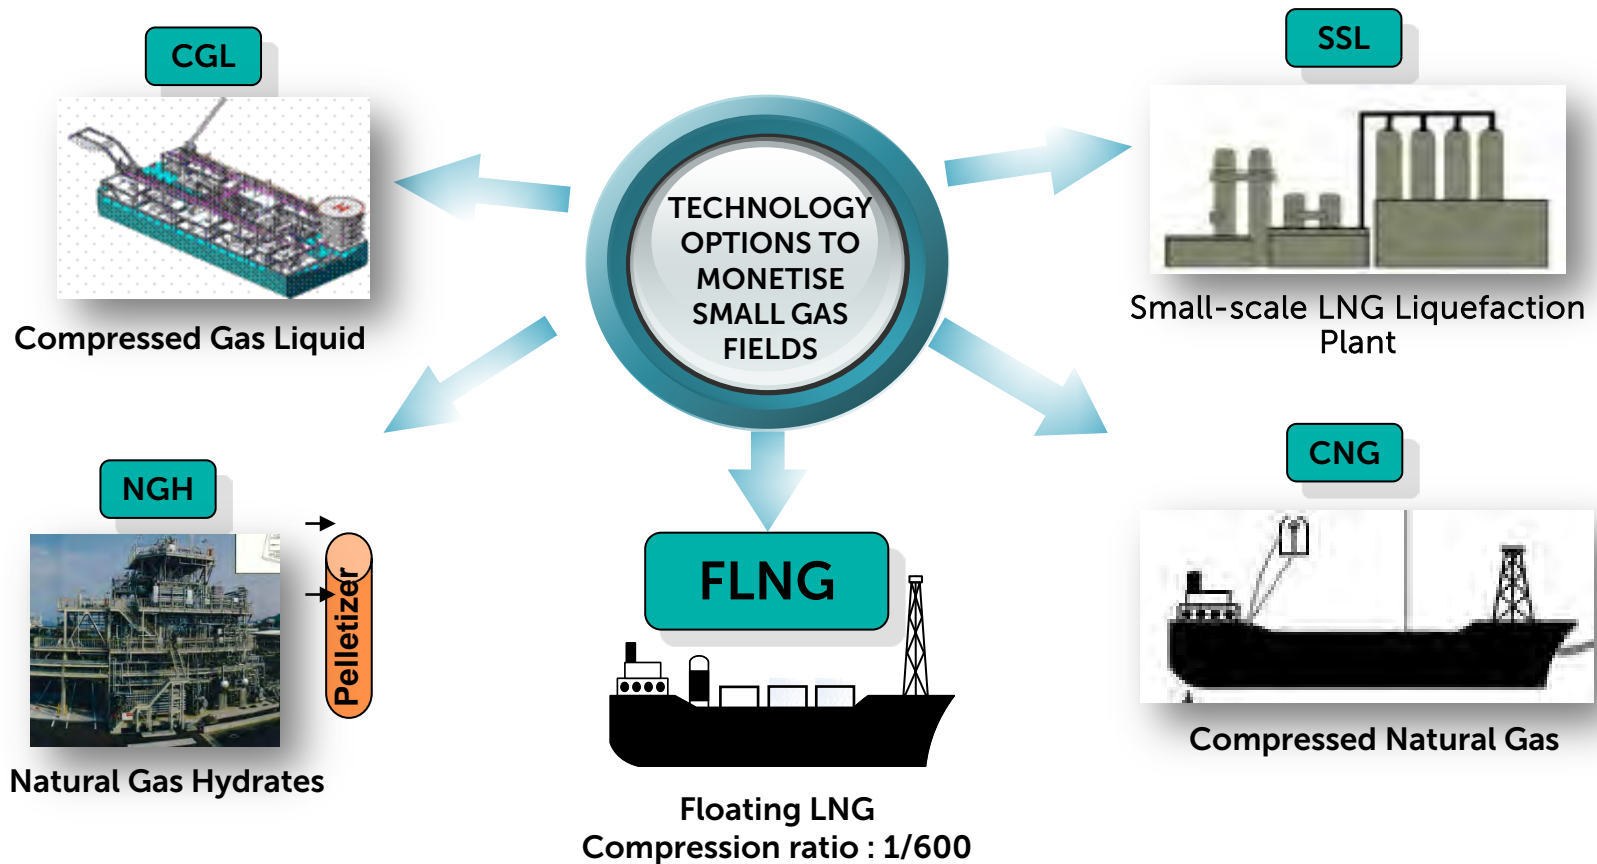 CGL
SSL
TECHNOLOGY
OPTIONS TO
MONETISE
SMALL GAS
FIELDS
Compressed Gas Liquid
Small-scale LNG Liquefaction
Plant
NGH
CNG
FLNG
Pelletizer
H
Natural Gas Hydrates
Compressed Natural Gas
Floating LNG
Compression ratio : 1/600